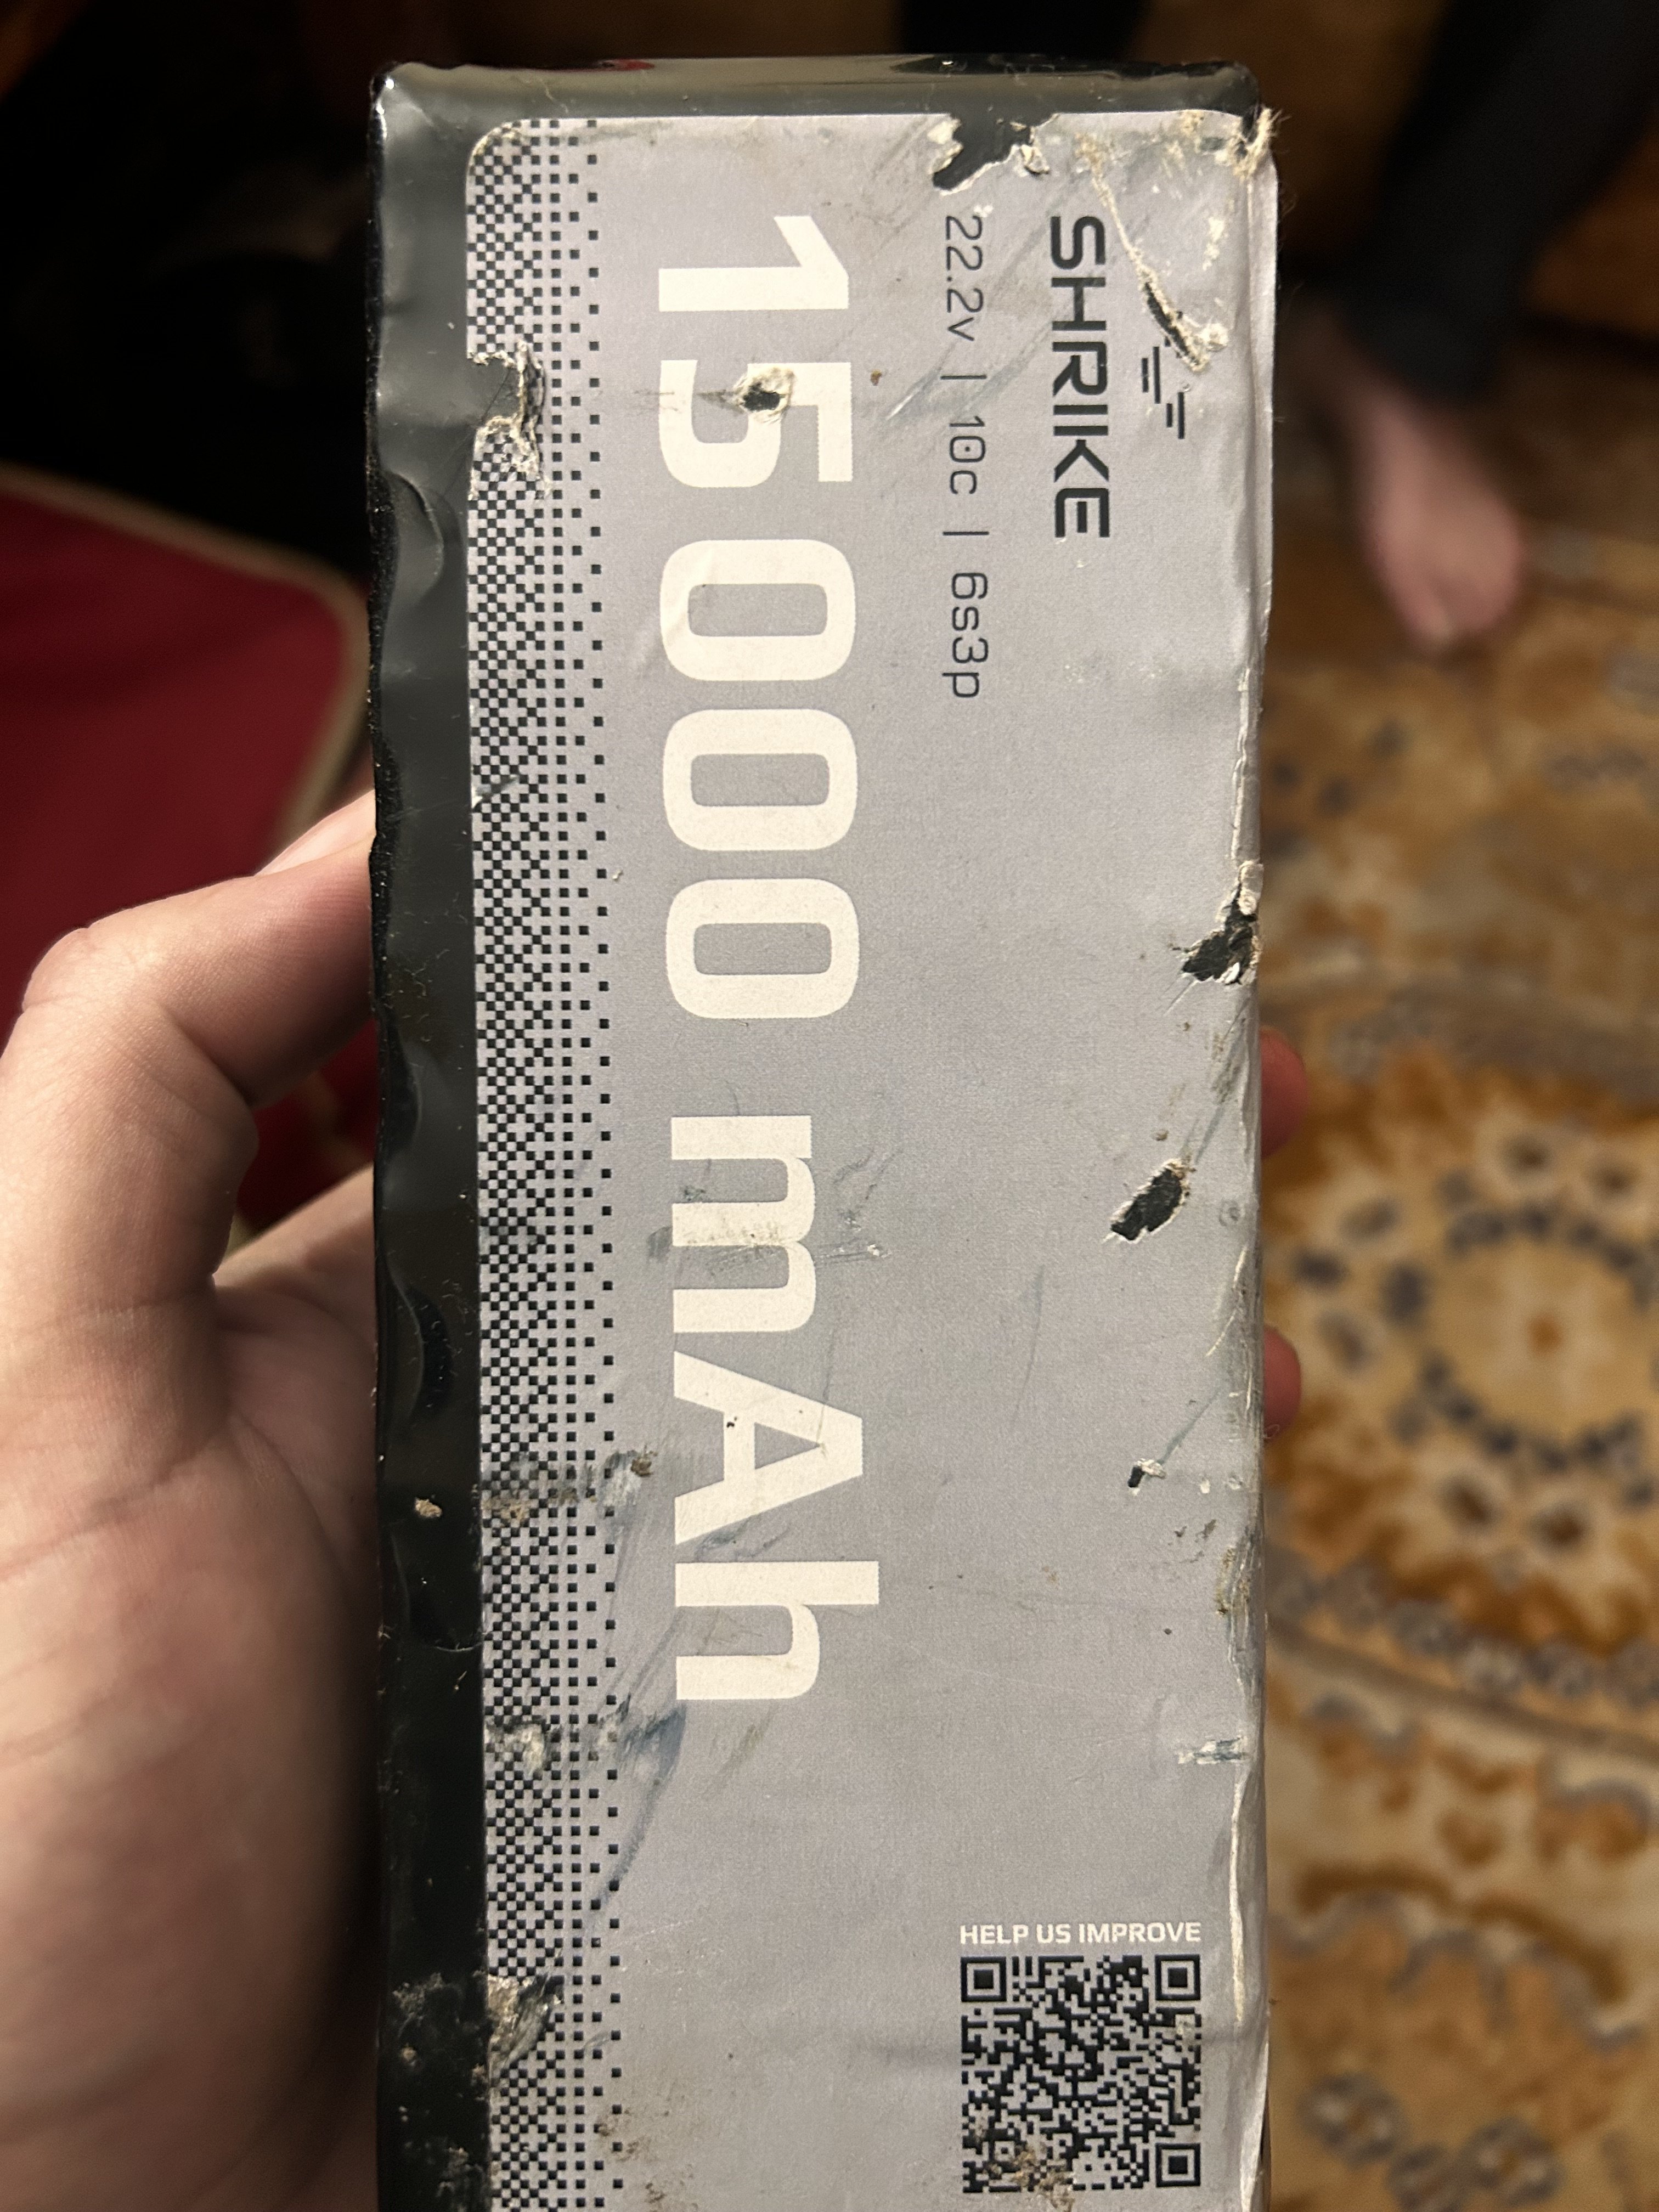 SHRIKE
22.2v | 10c | 6s3p
15000 mAh
HELP US IMPROVE